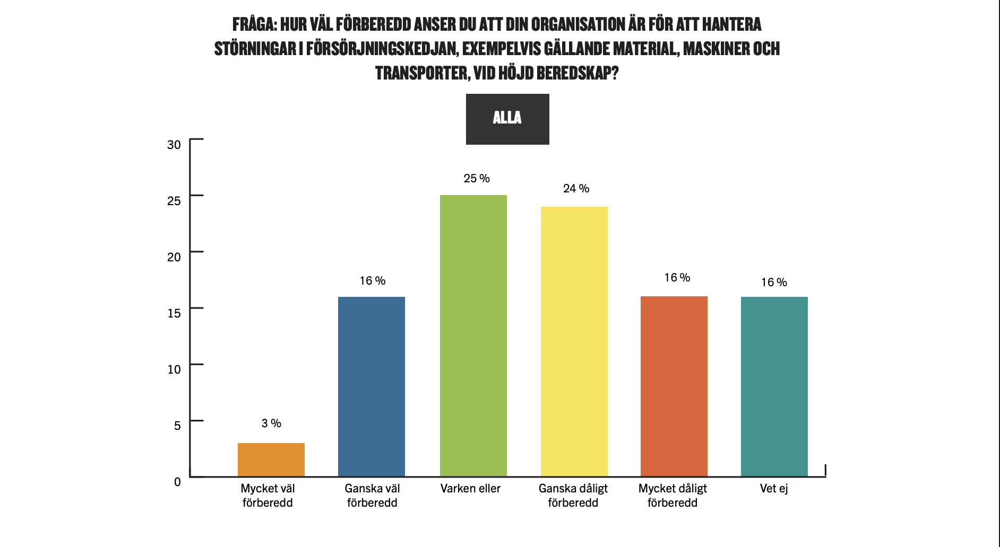 FRÅGA: HUR VÄL FÖRBEREDD ANSER DU ATT DIN ORGANISATION ÄR FÖR ATT HANTERA
STÖRNINGAR I FÖRSÖRJNINGSKEDJAN, EXEMPELVIS GÄLLANDE MATERIAL, MASKINER OCH
TRANSPORTER, VID HÖJD BEREDSKAP?
ALLA
30
25
20
15
10
5
0
3 %
16 %
25 %
24 %
16 %
16 %
Mycket väl
förberedd
Ganska väl
förberedd
Varken eller
Ganska dåligt
förberedd
Mycket dåligt
förberedd
Vet ej